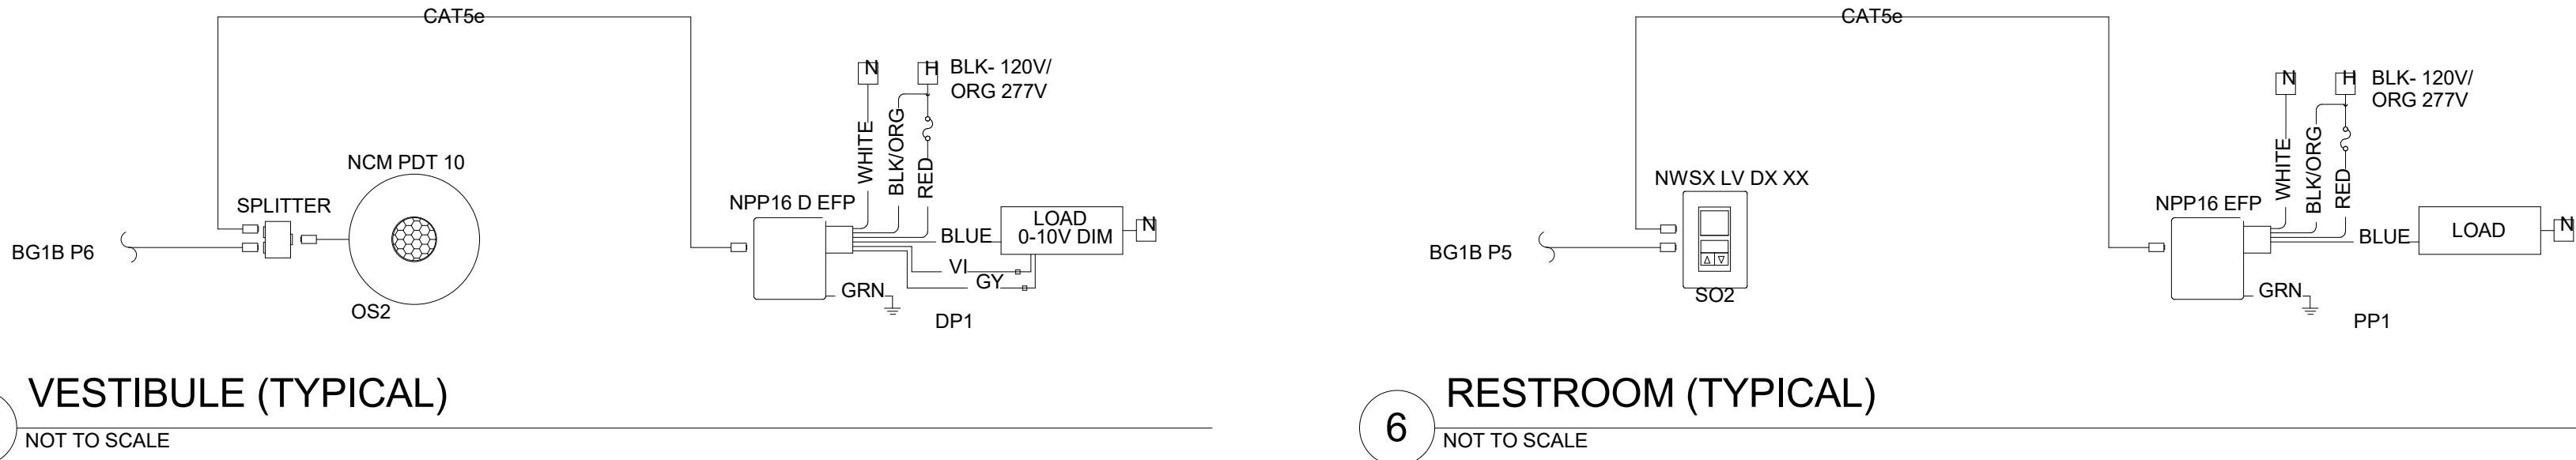 CAT5e
N
H
BLK- 120V/
ORG 277V
WHITE
BLK/ORG
RED
NCM PDT 10
SPLITTER
NPP16 D EFP
LOAD
0-10V DIM
N
BLUE
BG1B P6
VI
GY
GRN
OS2
DP1
VESTIBULE (TYPICAL)
NOT TO SCALE
CAT5e
N
H
BLK- 120V/
ORG 277V
WHITE
BLK/ORG
RED
NWSX LV DX XX
NPP16 EFP
LOAD
N
BLUE
BG1B P5
GRN
SO2
PP1
6
RESTROOM (TYPICAL)
NOT TO SCALE